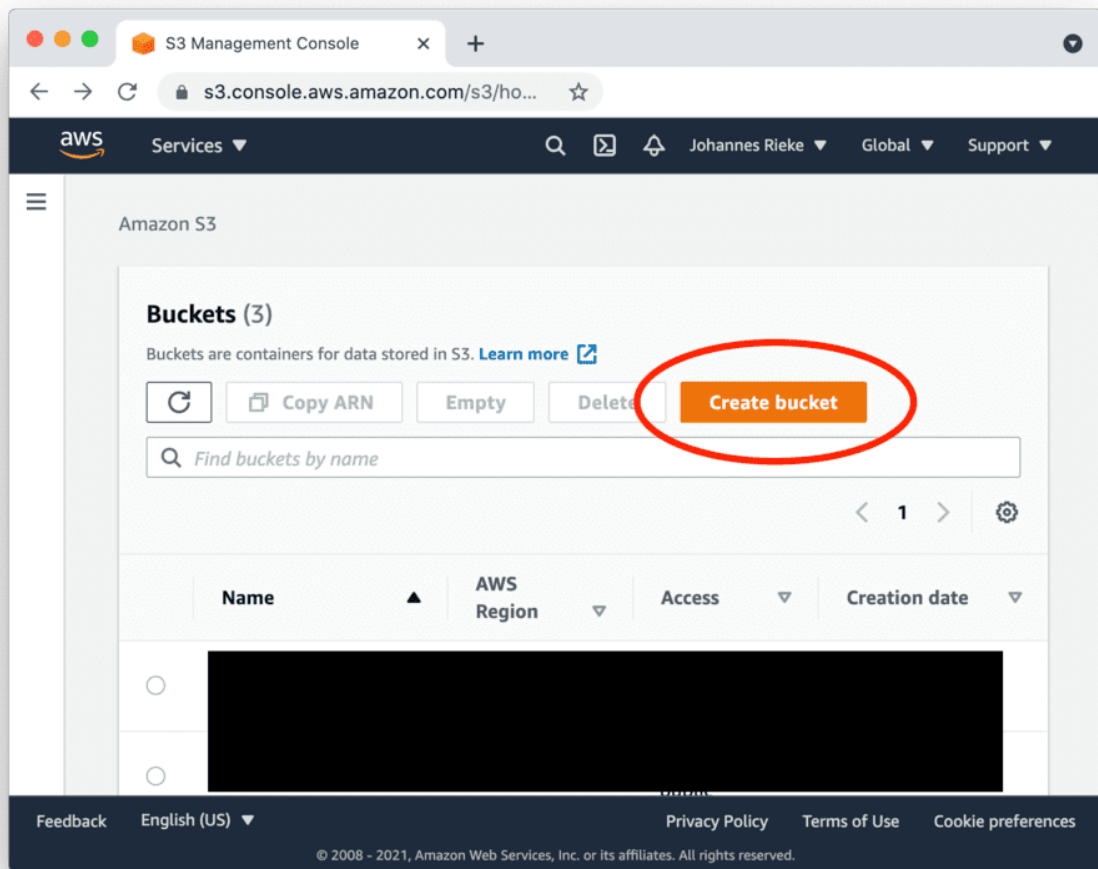 S3 Management Console
s3.console.aws.amazon.com/s3/ho...
aws Services Johannes Rieke Global Support
Amazon S3
Buckets (3)
Buckets are containers for data stored in S3. Learn more
Copy ARN Empty Delete Create bucket
Find buckets by name
1
Name AWS Region Access Creation date
Feedback English (US) Privacy Policy Terms of Use Cookie preferences
© 2008 - 2021, Amazon Web Services, Inc. or its affiliates. All rights reserved.